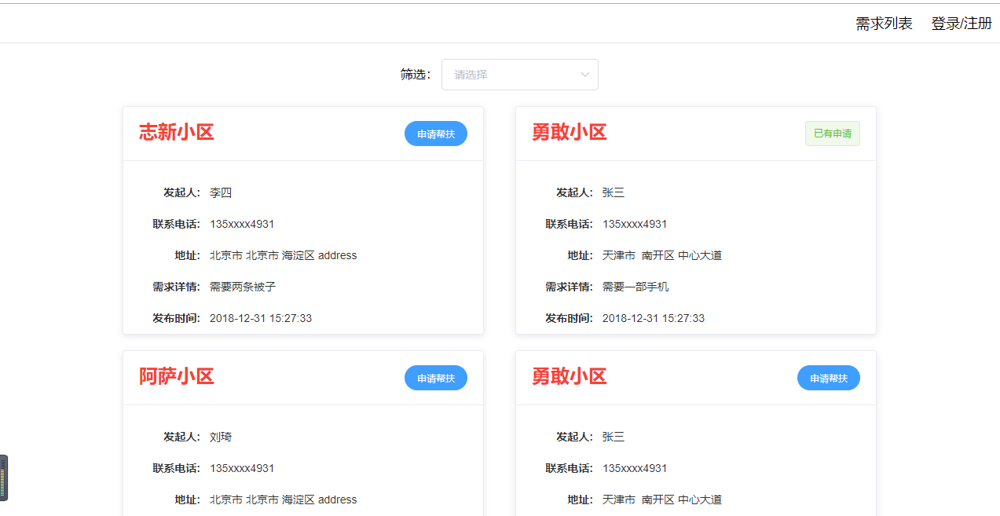 需求列表 登录/注册
筛选： 请选择
志新小区 申请帮扶
发起人： 李四
联系电话： 135xxxx4931
地址： 北京市 北京市 海淀区 address
需求详情： 需要两条被子
发布时间： 2018-12-31 15:27:33
勇敢小区 已有申请
发起人： 张三
联系电话： 135xxxx4931
地址： 天津市 南开区 中心大道
需求详情： 需要一部手机
发布时间： 2018-12-31 15:27:33
阿萨小区 申请帮扶
发起人： 刘琦
联系电话： 135xxxx4931
地址： 北京市 北京市 海淀区 address
勇敢小区 申请帮扶
发起人： 张三
联系电话： 135xxxx4931
地址： 天津市 南开区 中心大道